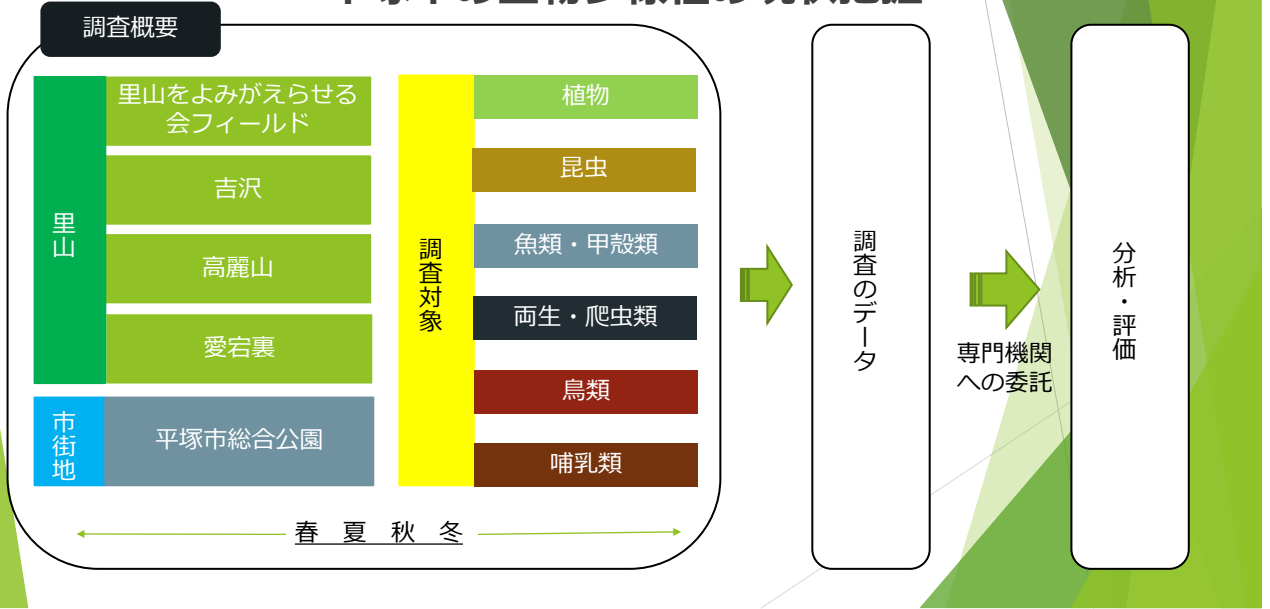 調査概要
里山
里山をよみがえらせる
会フィールド
吉沢
高麗山
愛宕裏
市街地
平塚市総合公園
調査対象
植物
昆虫
魚類・甲殻類
両生・爬虫類
鳥類
哺乳類
春 夏 秋 冬
調査のデータ
専門機関
への委託
分析・評価